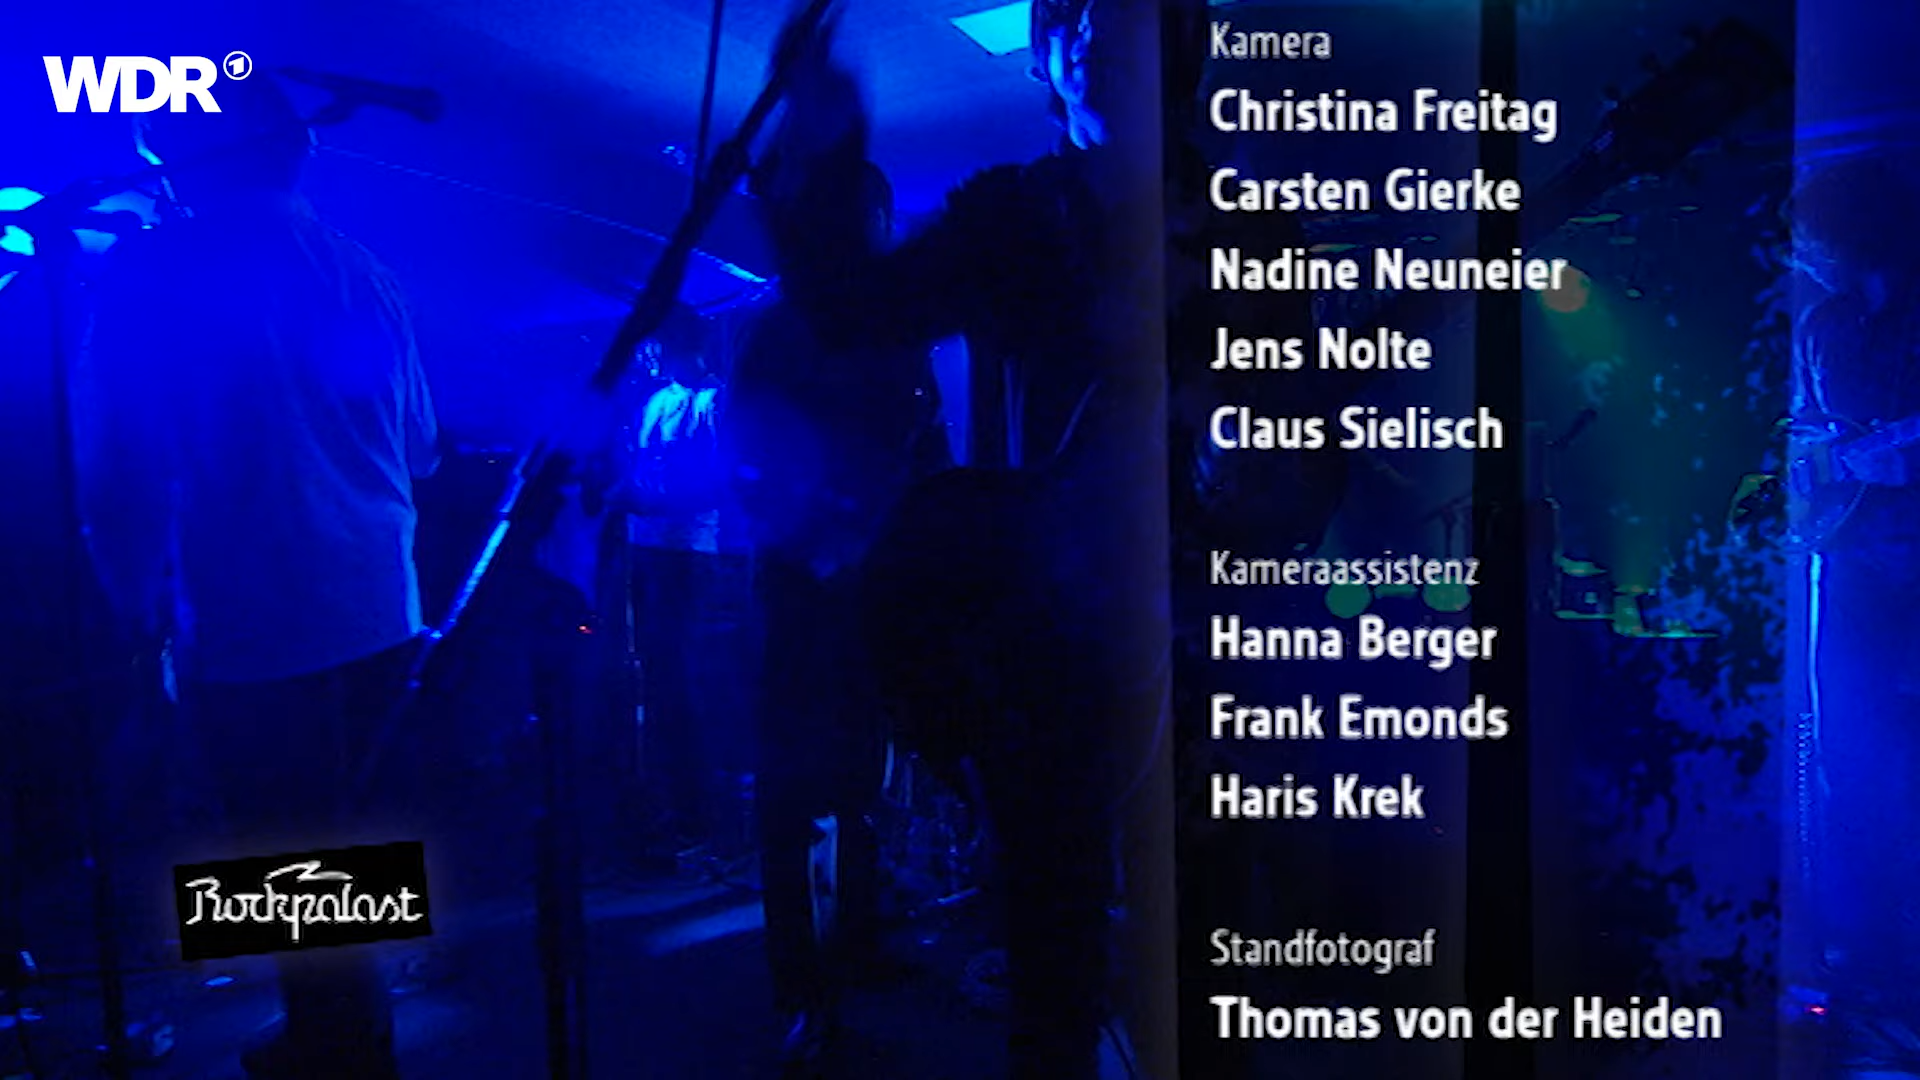 WDR
Kamera
Christina Freitag
Carsten Gierke
Nadine Neuneier
Jens Nolte
Claus Sielisch
Kameraassistenz
Hanna Berger
Frank Emonds
Haris Krek
Standfotograf
Thomas von der Heiden
Rockpalast